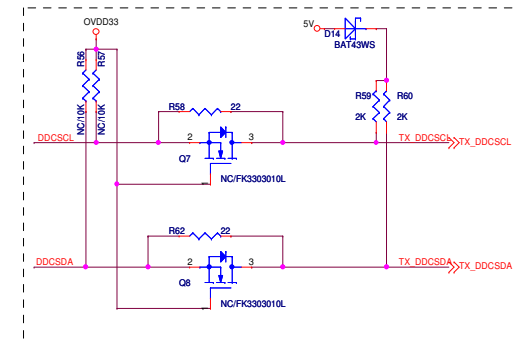 OVDD33
5V
D14
BAT43WS
R56
R57
NC/10K
NC/10K
R59
R60
2K
2K
R58
22
DDCSCL
2
3
TX_DDCSCL
TX_DDCSCL
Q7
NC/FK3303010L
R62
22
DDCSDA
2
3
TX_DDCSDA
TX_DDCSDA
Q8
NC/FK3303010L